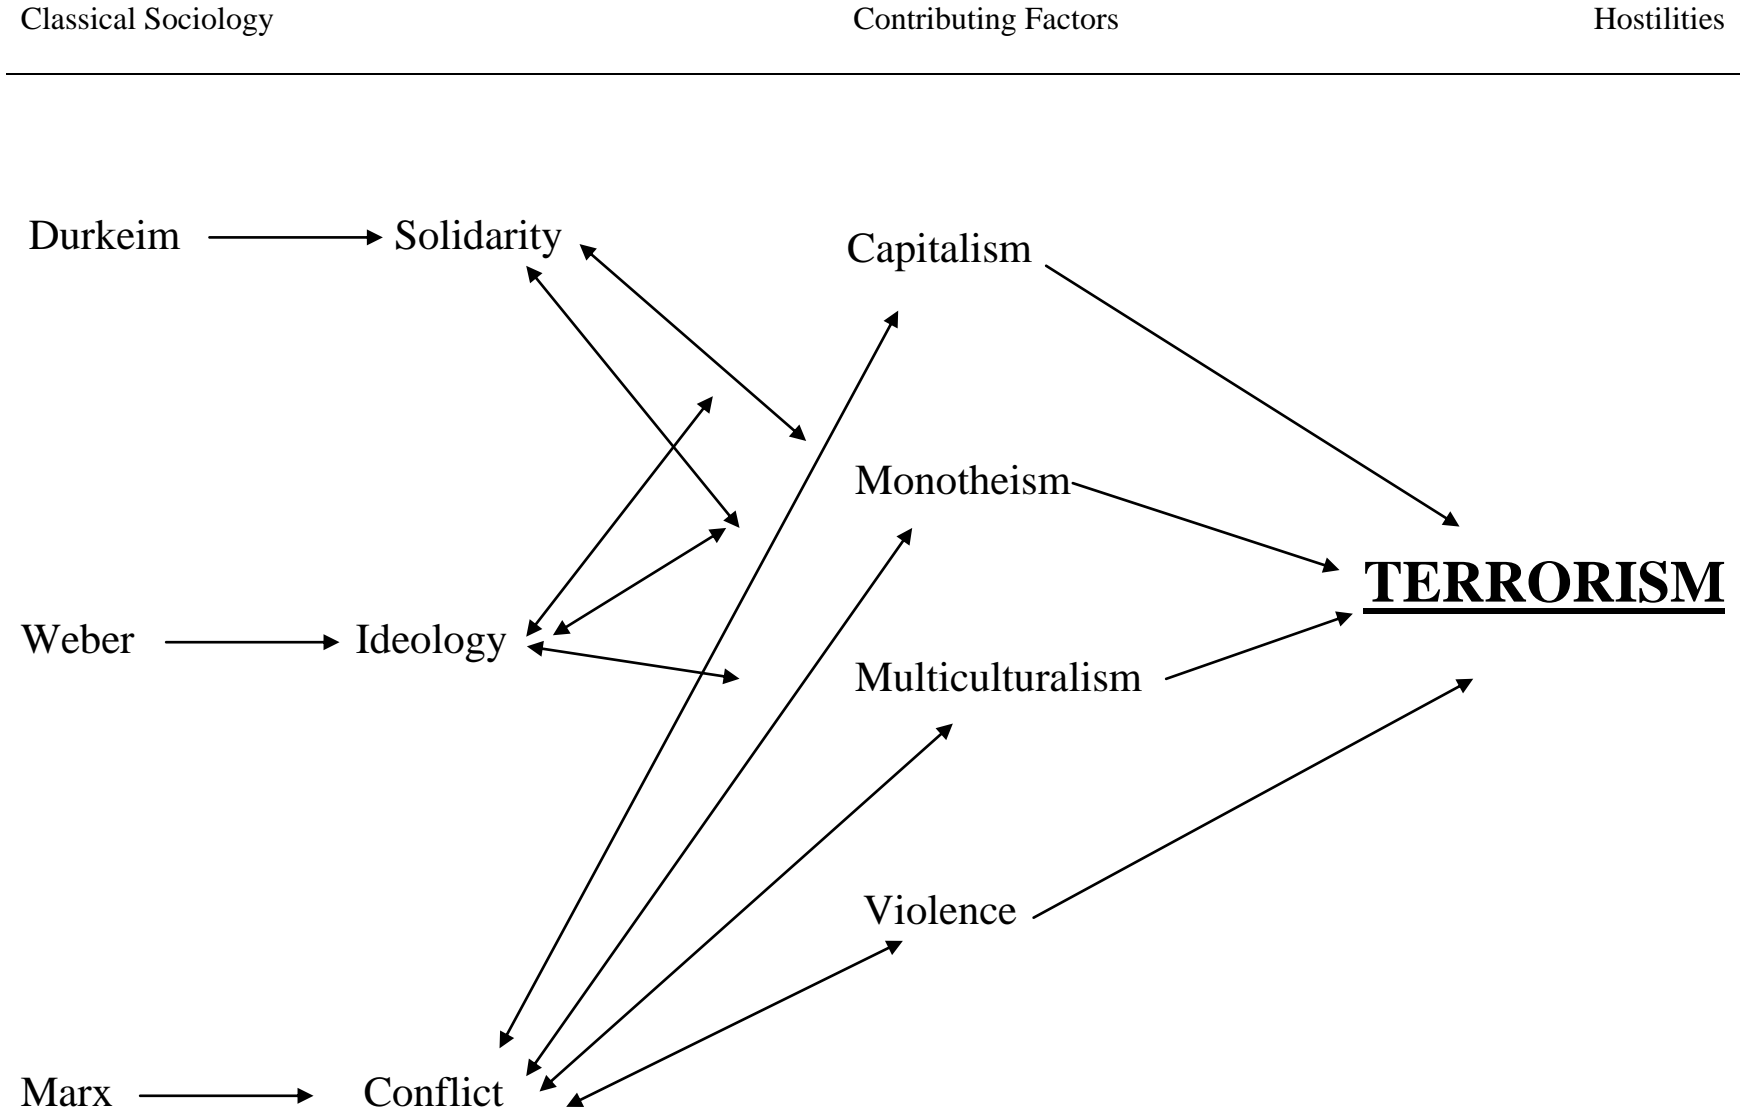 Classical Sociology Contributing Factors Hostilities
Durkeim Solidarity Capitalism
Monotheism
TERRORISM
Weber Ideology
Multiculturalism
Violence
Marx Conflict